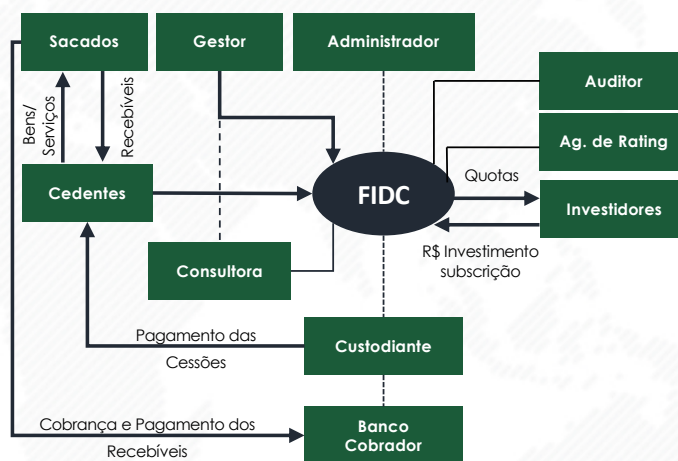 Sacados
Gestor
Administrador
Auditor
Bens/
Serviços
Recebíveis
Ag. de Rating
Cedentes
FIDC
Quotas
Investidores
Consultora
R$ Investimento
subscrição
Pagamento das
Cessões
Custodiante
Cobrança e Pagamento dos
Recebíveis
Banco
Cobrador